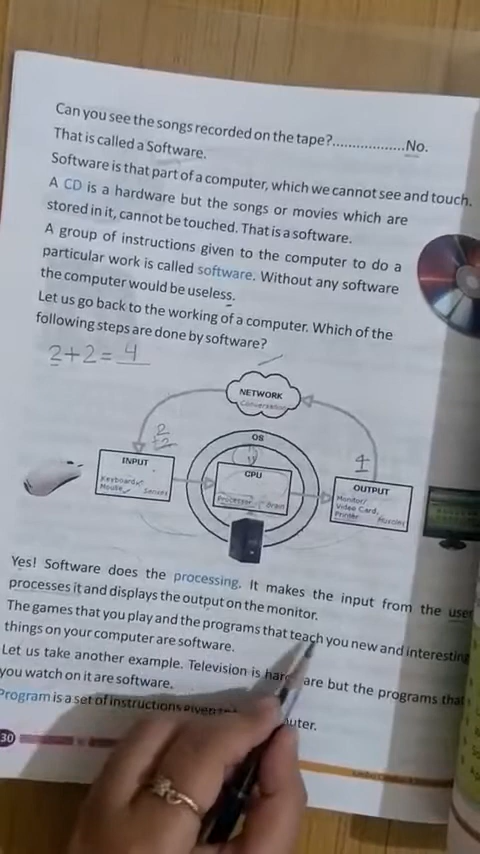 Can you see the songs recorded on the tape?..................No.
That is called a Software.
Software is that part of a computer, which we cannot see and touch.
A CD is a hardware but the songs or movies which are
stored in it, cannot be touched. That is a software.
A group of instructions given to the computer to do a
particular work is called software. Without any software
the computer would be useless.
Let us go back to the working of a computer. Which of the
following steps are done by software?
2+2= 4
NETWORK
Conversation
2
+2
OS
INPUT
Keyboard,
Mouse Senses
CPU
Processor Brain
4
OUTPUT
Monitor/
Video Card,
Printer Muscles
Yes! Software does the processing. It makes the input from the user
processes it and displays the output on the monitor.
The games that you play and the programs that teach you new and interesting
things on your computer are software.
Let us take another example. Television is are but the programs that
you watch on it are software.
Program is a set of instructions
30